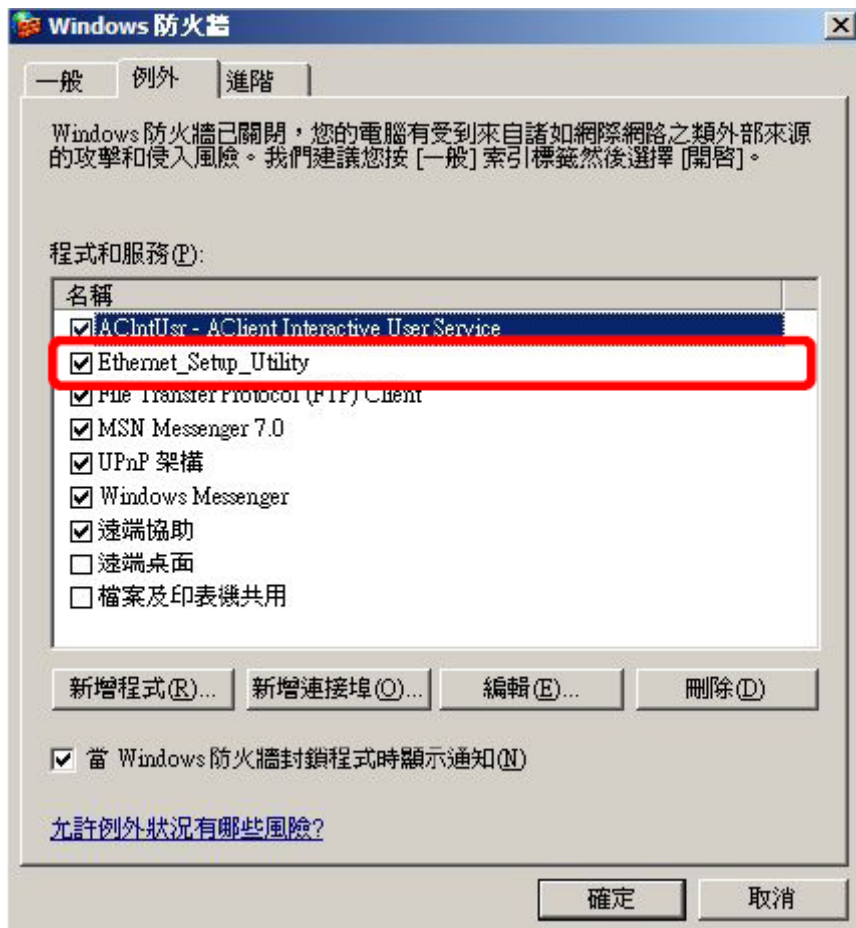 Windows 防火牆
一般
例外
進階
Windows 防火牆已關閉，您的電腦有受到來自諸如網際網路之類外部來源
的攻擊和侵入風險。我們建議您按 [一般] 索引標籤然後選擇 [開啓]。
程式和服務(P):
名稱
AClntUsr - AClient Interactive User Service
Ethernet_Setup_Utility
File Transfer Protocol (FTP) Client
MSN Messenger 7.0
UPnP 架構
Windows Messenger
遠端協助
遠端桌面
檔案及印表機共用
新增程式(R)...
新增連接埠(O)...
編輯(E)...
刪除(D)
當 Windows 防火牆封鎖程式時顯示通知(N)
允許例外狀況有哪些風險?
確定
取消